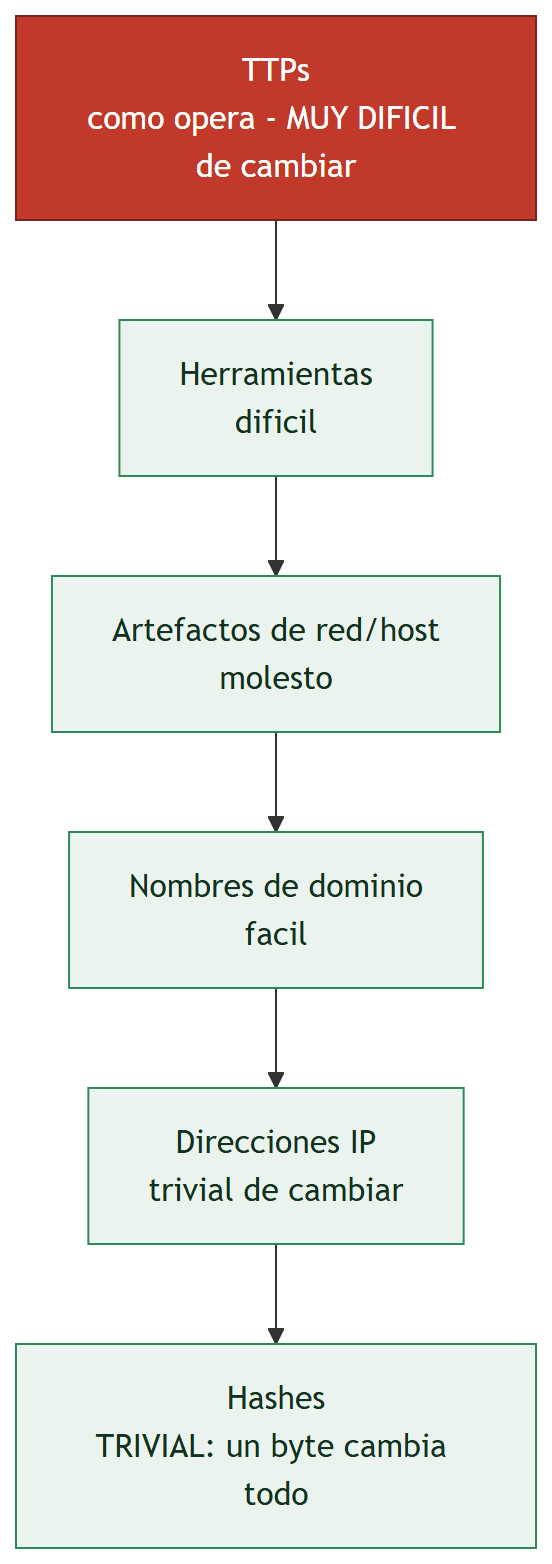 TTPs
como opera - MUY DIFICIL
de cambiar
Herramientas
dificil
Artefactos de red/host
molesto
Nombres de dominio
facil
Direcciones IP
trivial de cambiar
Hashes
TRIVIAL: un byte cambia
todo